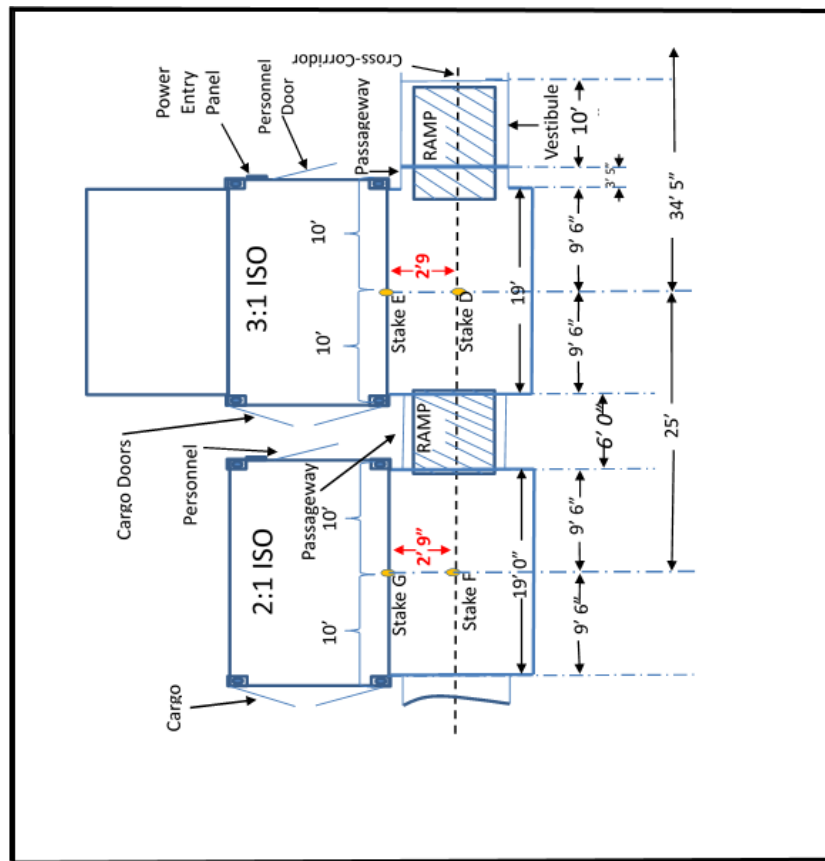 Power
Entry
Panel
Personnel
Door
Passageway
Cross-Corridor
Cargo Doors
Personnel
Cargo
3:1 ISO
10'
10'
2:1 ISO
10'
10'
Passageway
Stake E
2'9
Stake D
RAMP
Vestibule
RAMP
Stake G
2' 9"
Stake F
19'
19' 0"
10'
3' 5"
9' 6"
9' 6"
6' 0"
9' 6"
9' 6"
34' 5"
25'